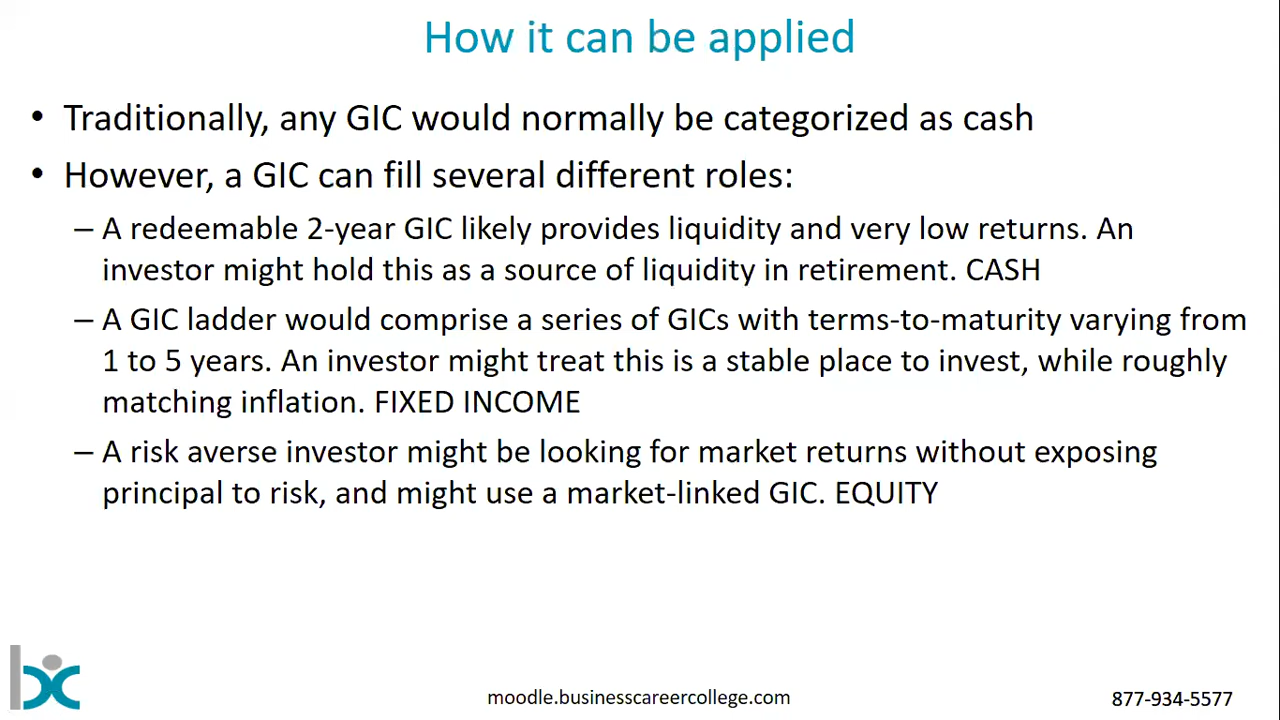 How it can be applied
• Traditionally, any GIC would normally be categorized as cash
• However, a GIC can fill several different roles:
– A redeemable 2-year GIC likely provides liquidity and very low returns. An
investor might hold this as a source of liquidity in retirement. CASH
– A GIC ladder would comprise a series of GICs with terms-to-maturity varying from
1 to 5 years. An investor might treat this is a stable place to invest, while roughly
matching inflation. FIXED INCOME
– A risk averse investor might be looking for market returns without exposing
principal to risk, and might use a market-linked GIC. EQUITY
bc
moodle.businesscareercollege.com
877-934-5577